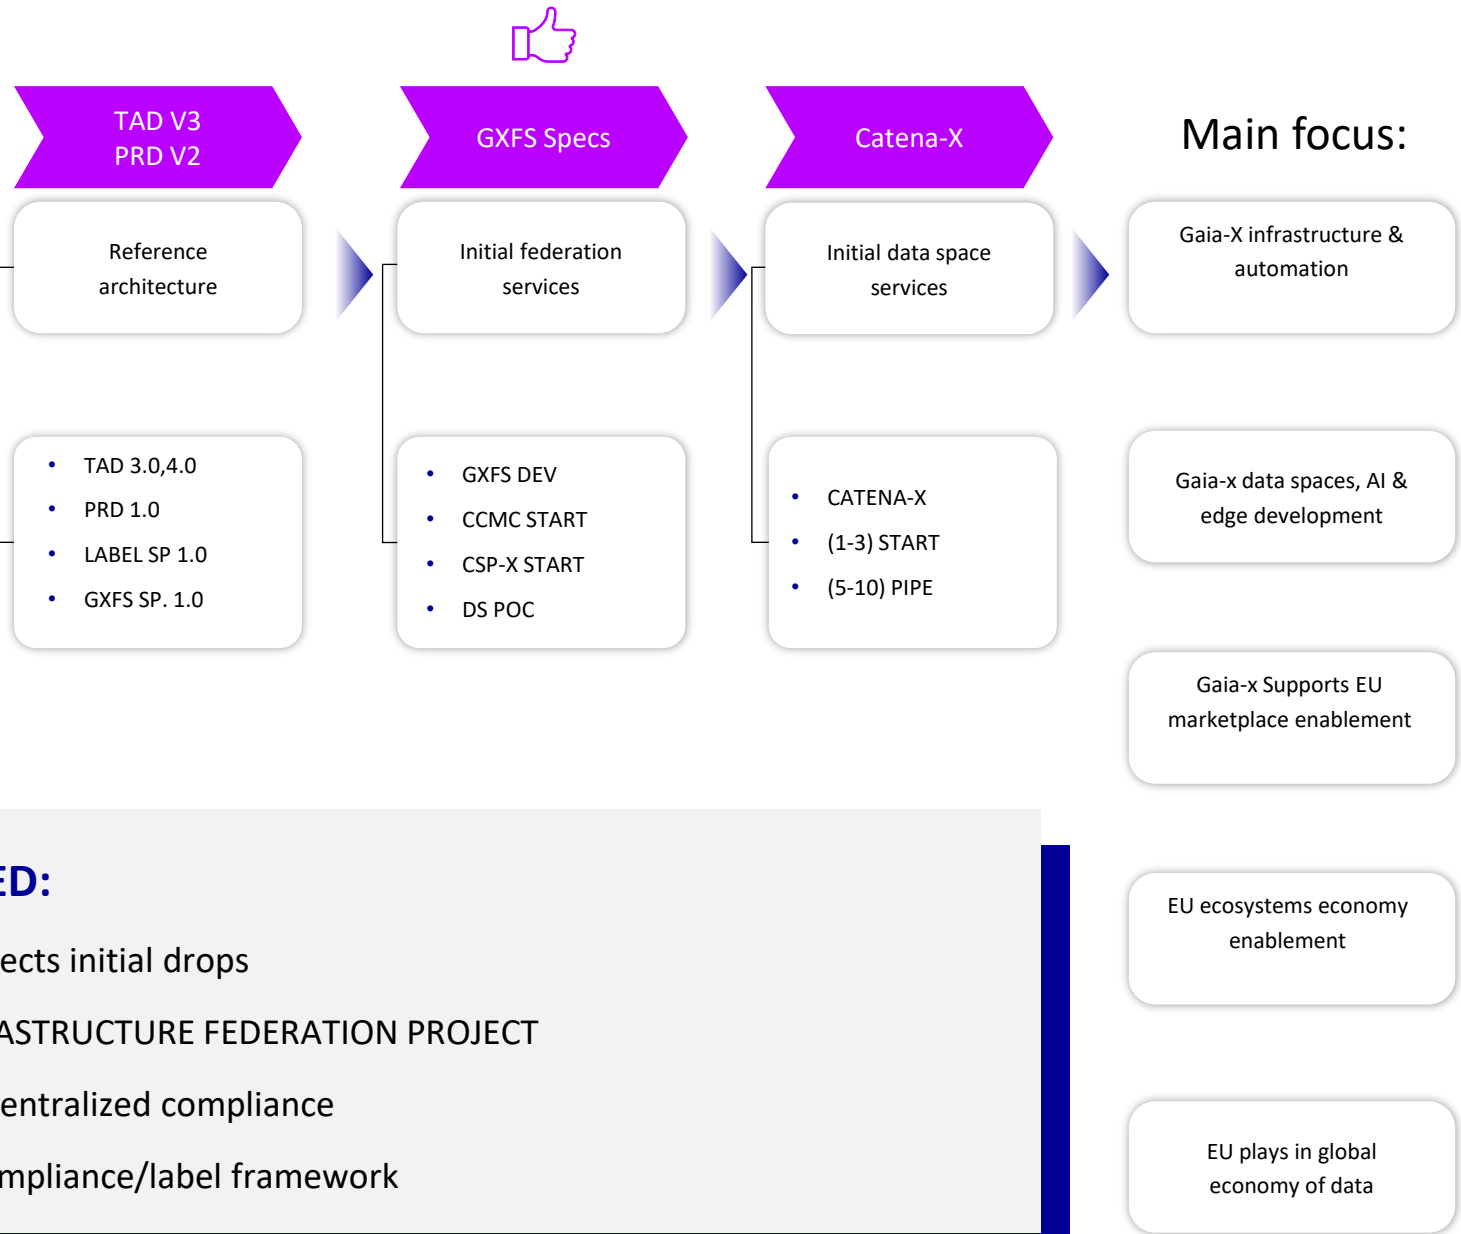 TAD V3
PRD V2
GXFS Specs
Catena-X
Main focus:
Reference
architecture
Initial federation
services
Initial data space
services
Gaia-X infrastructure &
automation
• TAD 3.0,4.0
• PRD 1.0
• LABEL SP 1.0
• GXFS SP. 1.0
• GXFS DEV
• CCMC START
• CSP-X START
• DS POC
• CATENA-X
• (1-3) START
• (5-10) PIPE
Gaia-x data spaces, AI &
edge development
Gaia-x Supports EU
marketplace enablement
EU ecosystems economy
enablement
EU plays in global
economy of data
ED:
ects initial drops
ASTRUCTURE FEDERATION PROJECT
entralized compliance
mpliance/label framework